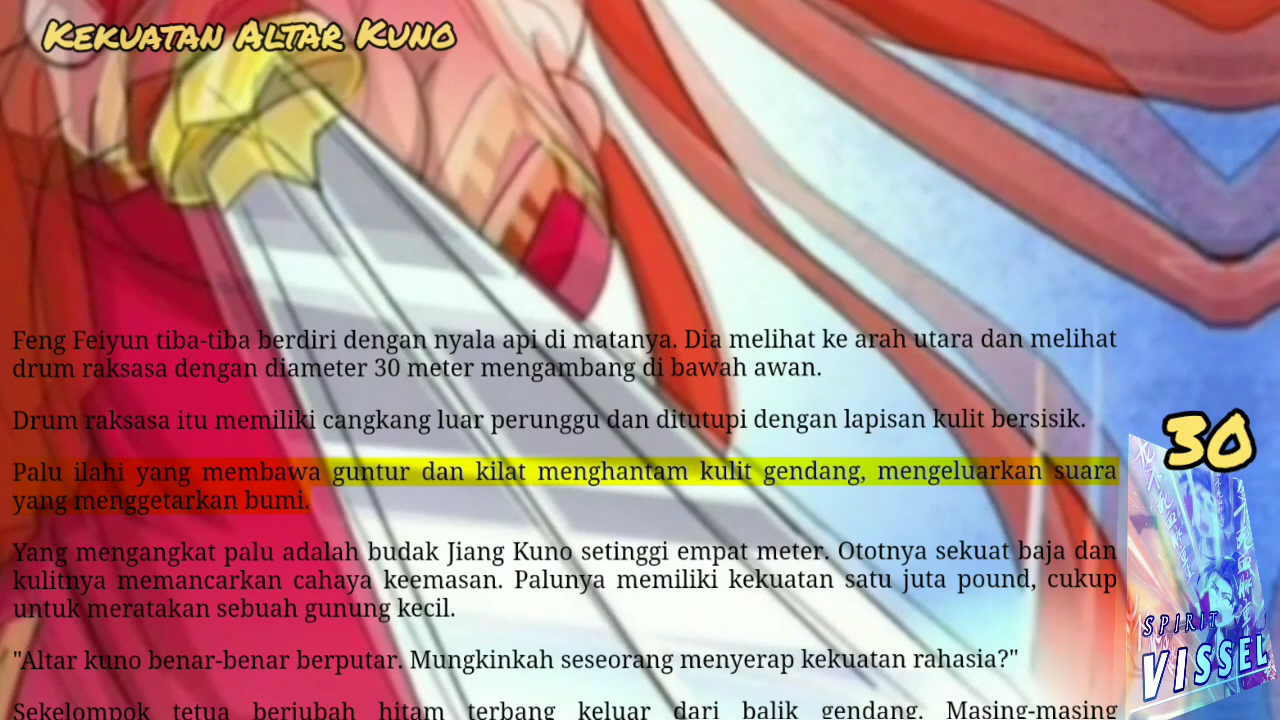 Kekuatan Altar Kuno
Feng Feiyun tiba-tiba berdiri dengan nyala api di matanya. Dia melihat ke arah utara dan melihat
drum raksasa dengan diameter 30 meter mengambang di bawah awan.
Drum raksasa itu memiliki cangkang luar perunggu dan ditutupi dengan lapisan kulit bersisik.
Palu ilahi yang membawa guntur dan kilat menghantam kulit gendang, mengeluarkan suara
yang menggetarkan bumi.
Yang mengangkat palu adalah budak Jiang Kuno setinggi empat meter. Ototnya sekuat baja dan
kulitnya memancarkan cahaya keemasan. Palunya memiliki kekuatan satu juta pound, cukup
untuk meratakan sebuah gunung kecil.
"Altar kuno benar-benar berputar. Mungkinkah seseorang menyerap kekuatan rahasia?"
Sekelompok tetua berjubah hitam terbang keluar dari balik gendang. Masing-masing
30
SPIRIT
VISSEL